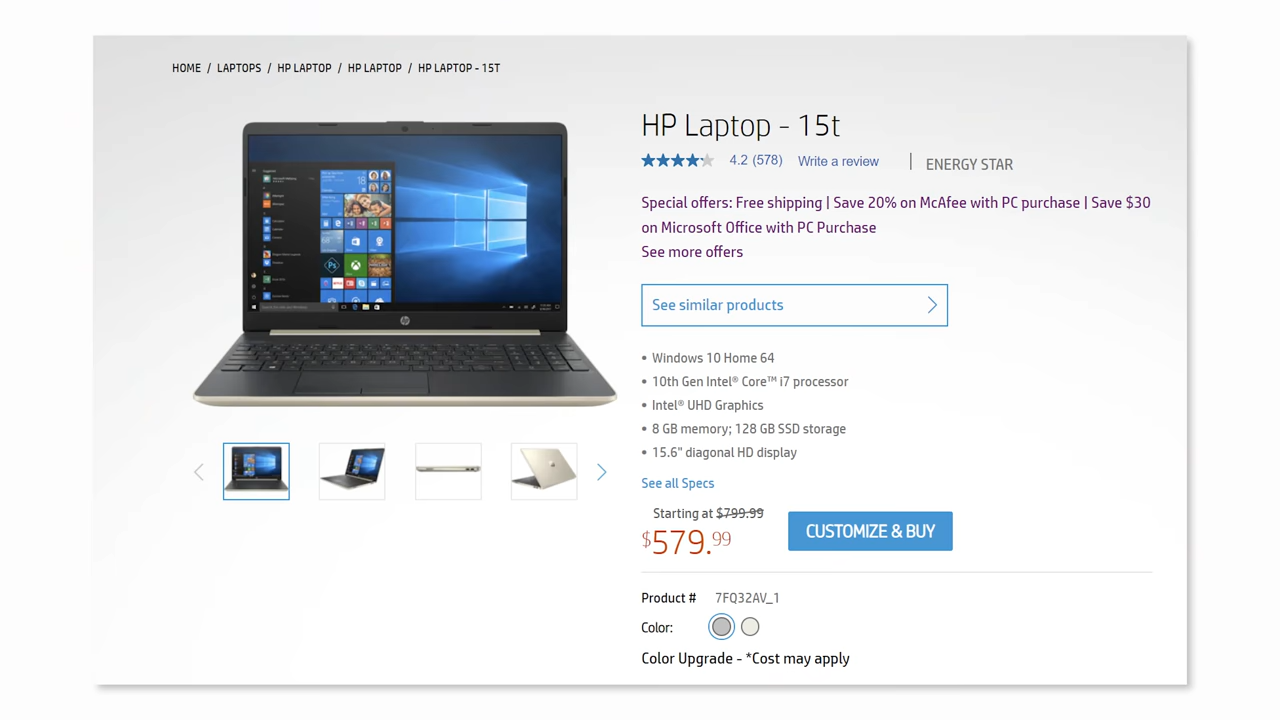 HOME / LAPTOPS / HP LAPTOP / HP LAPTOP / HP LAPTOP - 15T
HP Laptop - 15t
4.2 (578) Write a review | ENERGY STAR
Special offers: Free shipping | Save 20% on McAfee with PC purchase | Save $30
on Microsoft Office with PC Purchase
See more offers
See similar products
• Windows 10 Home 64
• 10th Gen Intel® Core™ i7 processor
• Intel® UHD Graphics
• 8 GB memory; 128 GB SSD storage
• 15.6" diagonal HD display
See all Specs
Starting at $799.99
$579.99
CUSTOMIZE & BUY
Product # 7FQ32AV_1
Color:
Color Upgrade - *Cost may apply